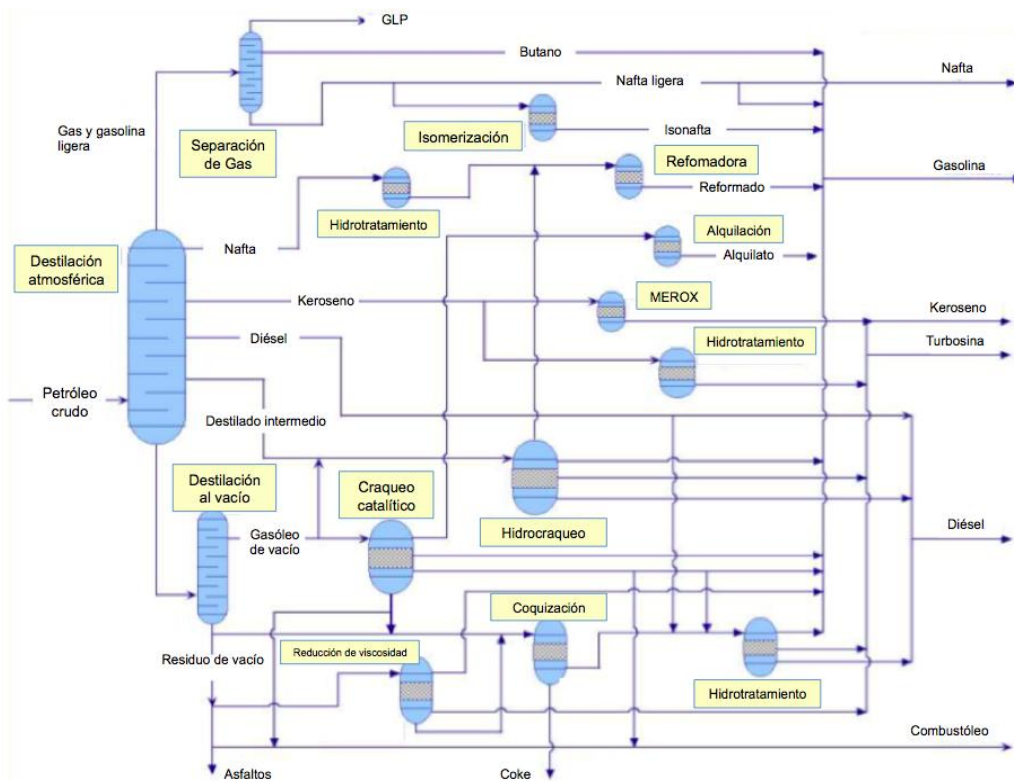 GLP
Butano
Nafta ligera
Nafta
Gas y gasolina
ligera
Separación
de Gas
Isomerización
Isonafta
Refomadora
Reformado
Gasolina
Hidrotratamiento
Nafta
Alquilación
Alquilato
Destilación
atmosférica
Keroseno
MEROX
Keroseno
Diésel
Hidrotratamiento
Turbosina
Petróleo
crudo
Destilado intermedio
Destilación
al vacío
Craqueo
catalítico
Gasóleo
de vacío
Hidrocraqueo
Diésel
Coquización
Residuo de vacío
Reducción de viscosidad
Hidrotratamiento
Combustóleo
Asfaltos
Coke